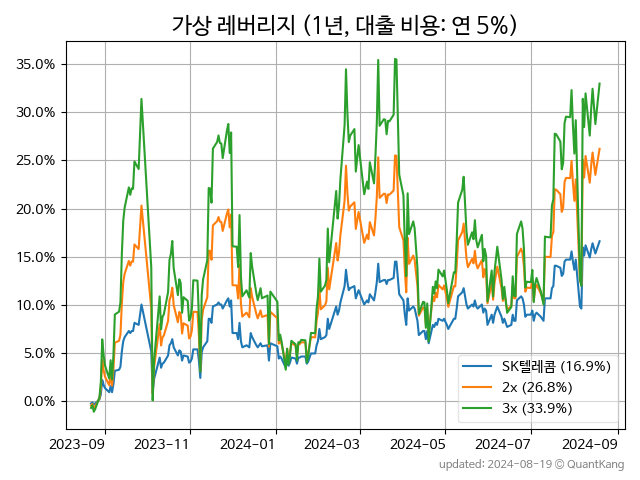 가상 레버리지 (1년, 대출 비용: 연 5%)
35.0%
30.0%
25.0%
20.0%
15.0%
10.0%
5.0%
0.0%
SK텔레콤 (16.9%)
2x (26.8%)
3x (33.9%)
2023-09 2023-11 2024-01 2024-03 2024-05 2024-07 2024-09
updated: 2024-08-19 © QuantKang